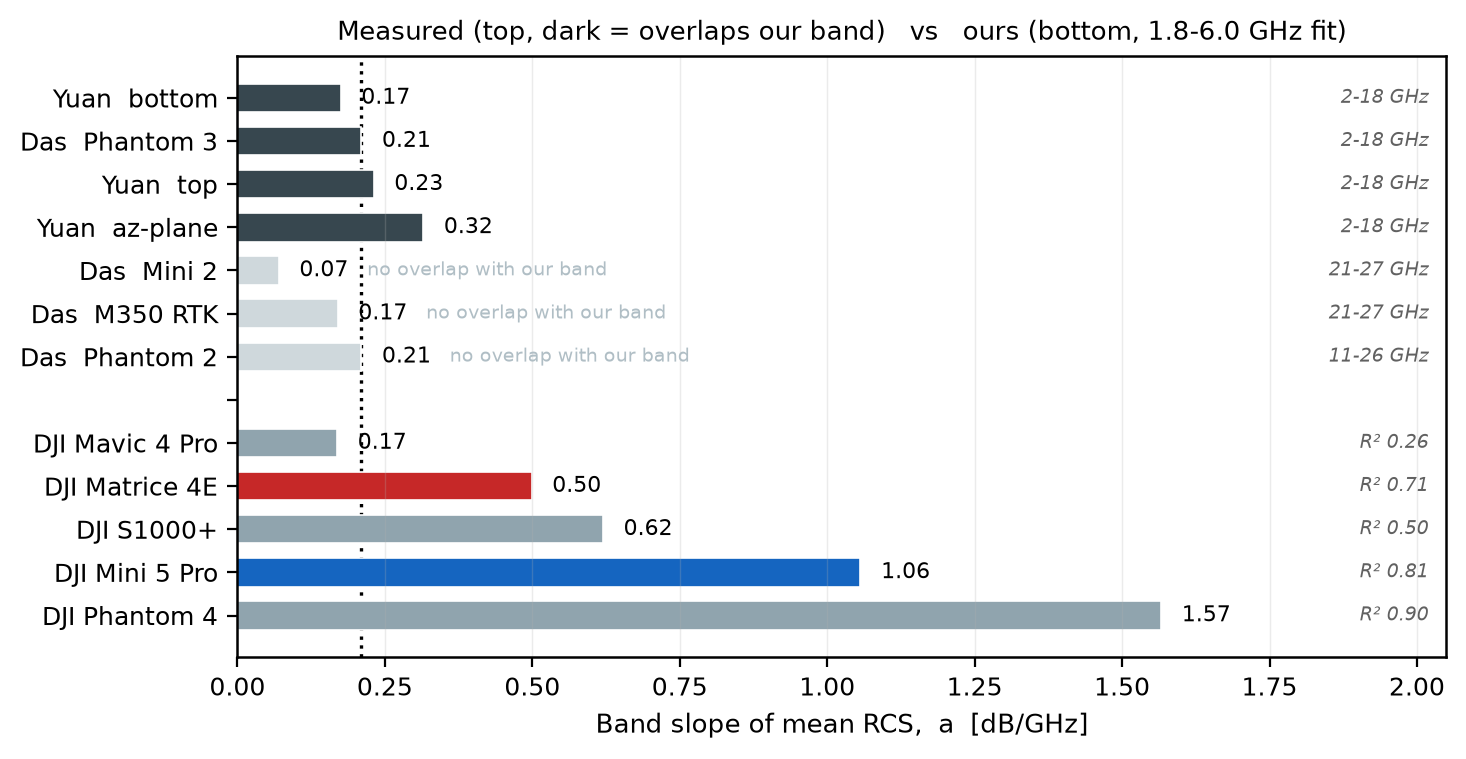 Measured (top, dark = overlaps our band)   vs   ours (bottom, 1.8-6.0 GHz fit)
Yuan  bottom 0.17 2-18 GHz
Das  Phantom 3 0.21 2-18 GHz
Yuan  top 0.23 2-18 GHz
Yuan  az-plane 0.32 2-18 GHz
Das  Mini 2 0.07 no overlap with our band 21-27 GHz
Das  M350 RTK 0.17 no overlap with our band 21-27 GHz
Das  Phantom 2 0.21 no overlap with our band 11-26 GHz
DJI Mavic 4 Pro 0.17 R² 0.26
DJI Matrice 4E 0.50 R² 0.71
DJI S1000+ 0.62 R² 0.50
DJI Mini 5 Pro 1.06 R² 0.81
DJI Phantom 4 1.57 R² 0.90
0.00 0.25 0.50 0.75 1.00 1.25 1.50 1.75 2.00
Band slope of mean RCS,  a  [dB/GHz]